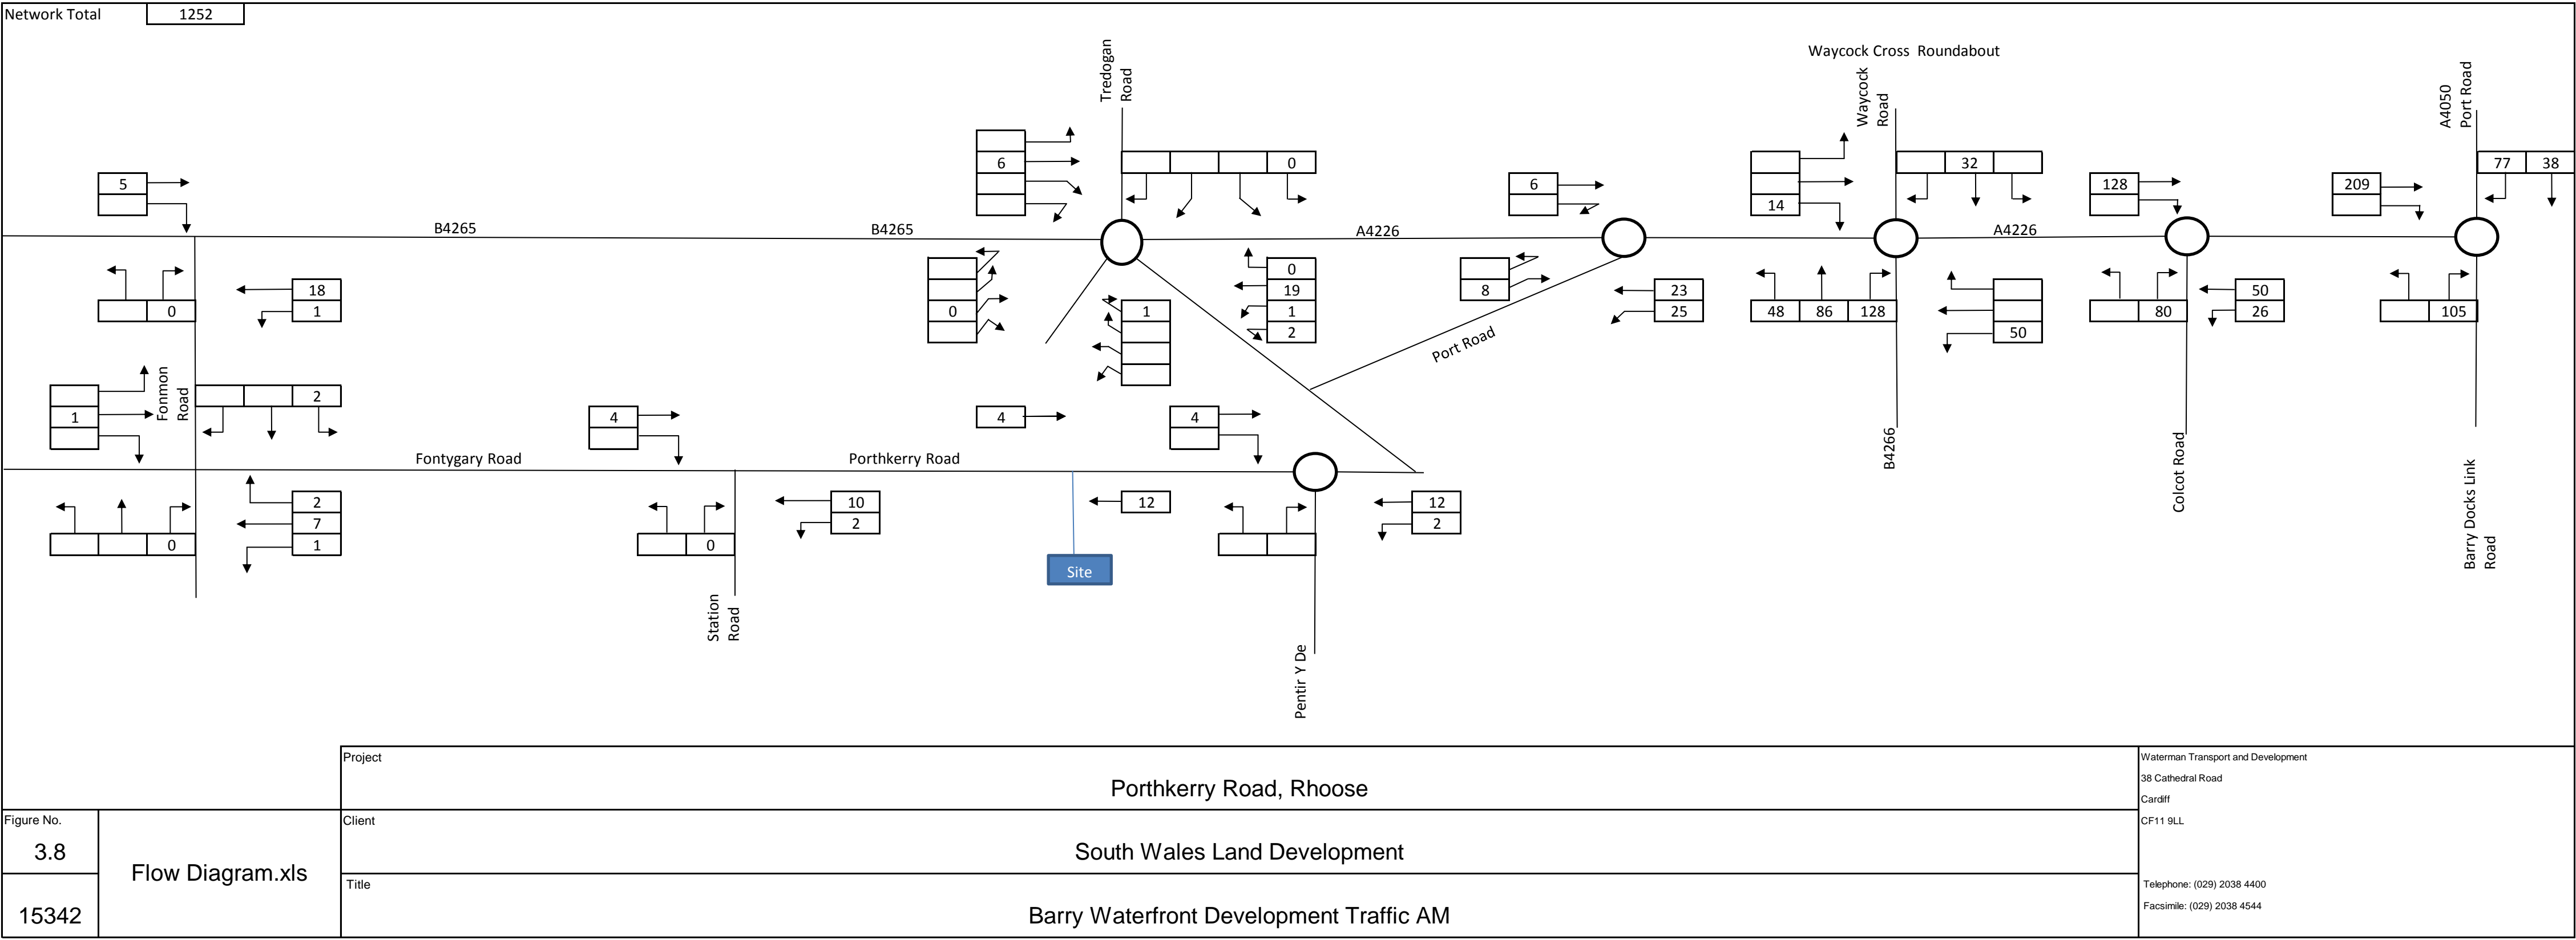 Network Total 1252
Waycock Cross Roundabout
Tredogan
Road
Waycock
Road
A4050
Port Road
6
0
5
6
32
14
128
209
77 38
B4265
B4265
A4226
A4226
18
1
0
0
0
19
1
2
1
8
23
25
48 86 128
50
80
50
26
105
Port Road
Fonmon
Road
1
2
4
4
4
Fontygary Road
Porthkerry Road
B4266
Colcot Road
Barry Docks Link
Road
2
7
1
0
0
10
2
12
12
2
Site
Station
Road
Pentir Y De
Project
Porthkerry Road, Rhoose
Waterman Transport and Development
38 Cathedral Road
Cardiff
CF11 9LL
Figure No.
3.8
Flow Diagram.xls
Client
South Wales Land Development
15342
Title
Barry Waterfront Development Traffic AM
Telephone: (029) 2038 4400
Facsimile: (029) 2038 4544